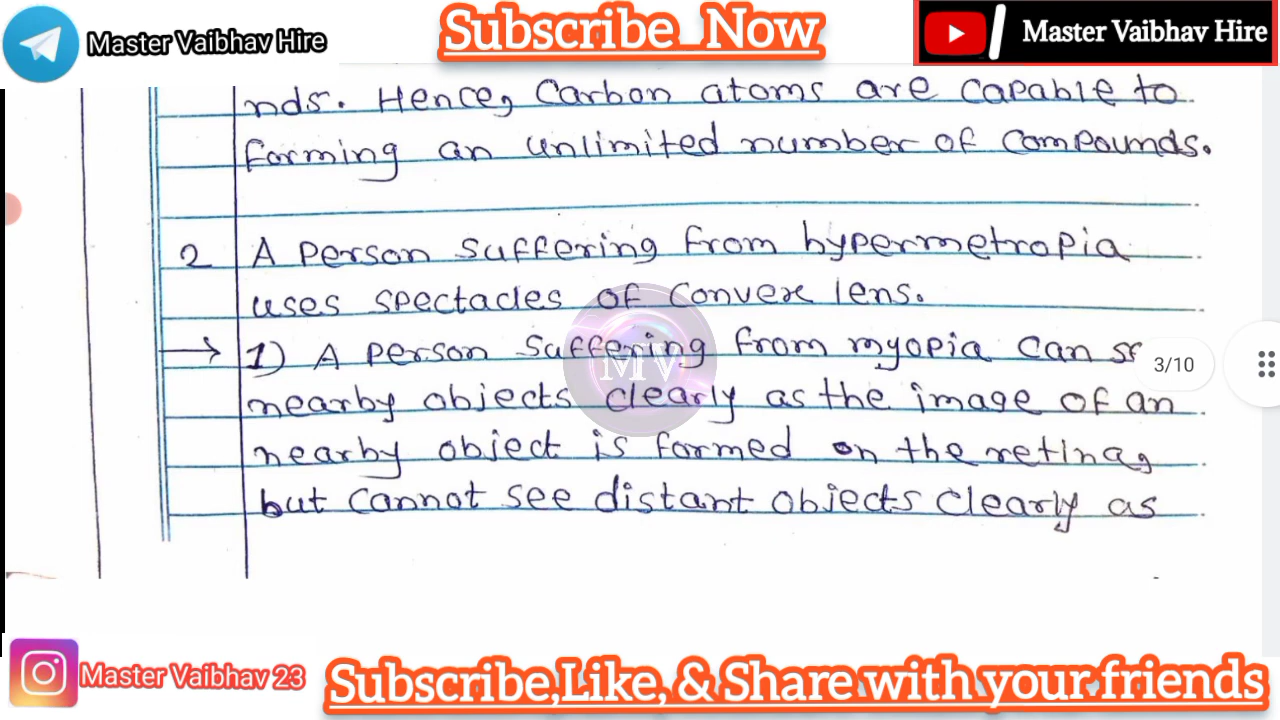 Master Vaibhav Hire
Subscribe Now
Master Vaibhav Hire
nds. Hence, Carbon atoms are capable to
forming an unlimited number of compounds.
2 A person suffering from hypermetropia
uses spectacles of convex lens.
→ 1) A person suffering from myopia can
3/10
MV
nearby objects clearly as the image of an
nearby object is formed on the retina,
but cannot see distant objects clearly as
Master Vaibhav 23
Subscribe,Like, & Share with your friends